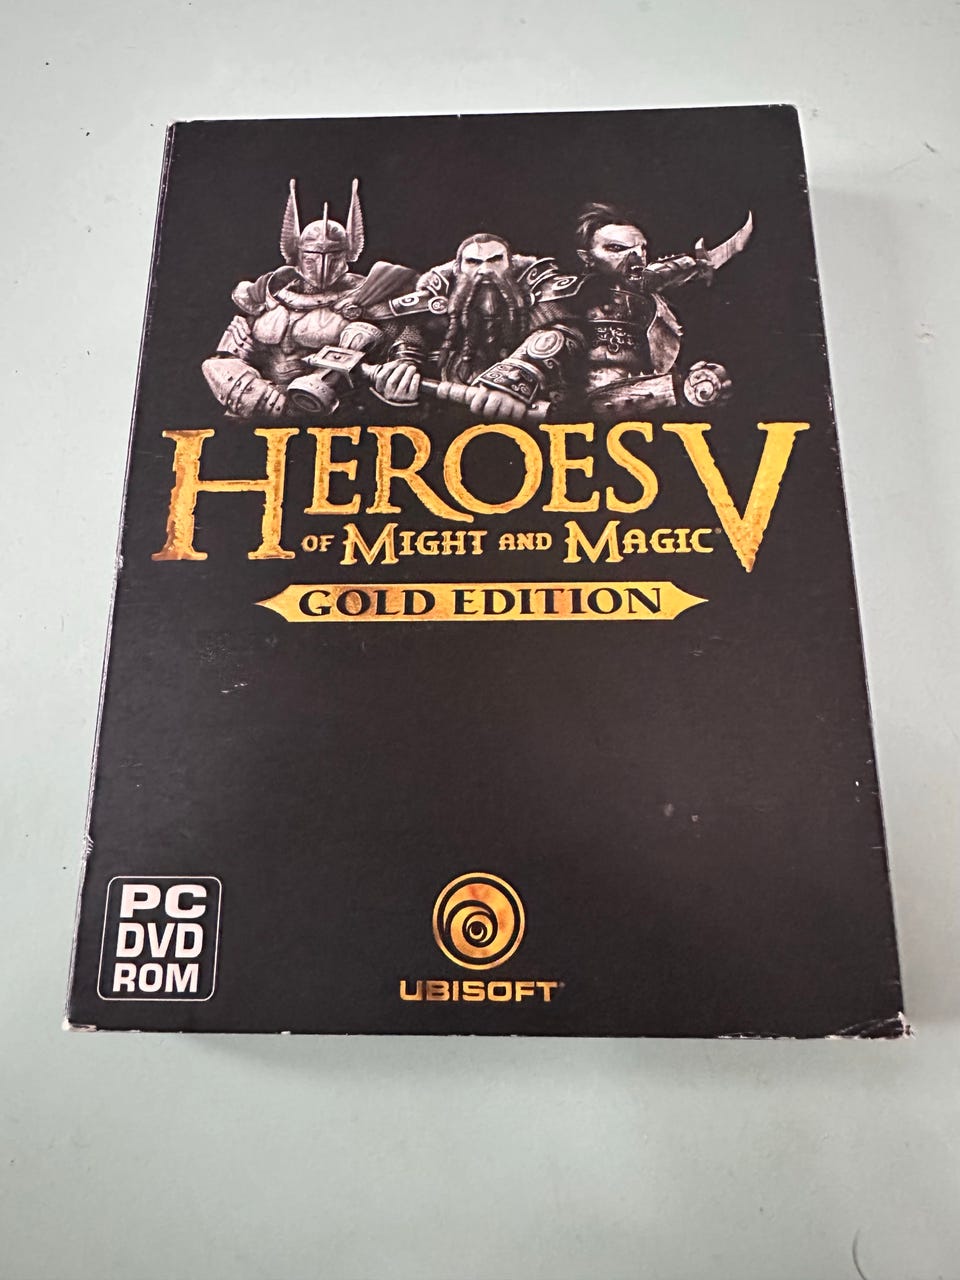 HEROES V
OF MIGHT AND MAGIC
GOLD EDITION
PC
DVD
ROM
UBISOFT